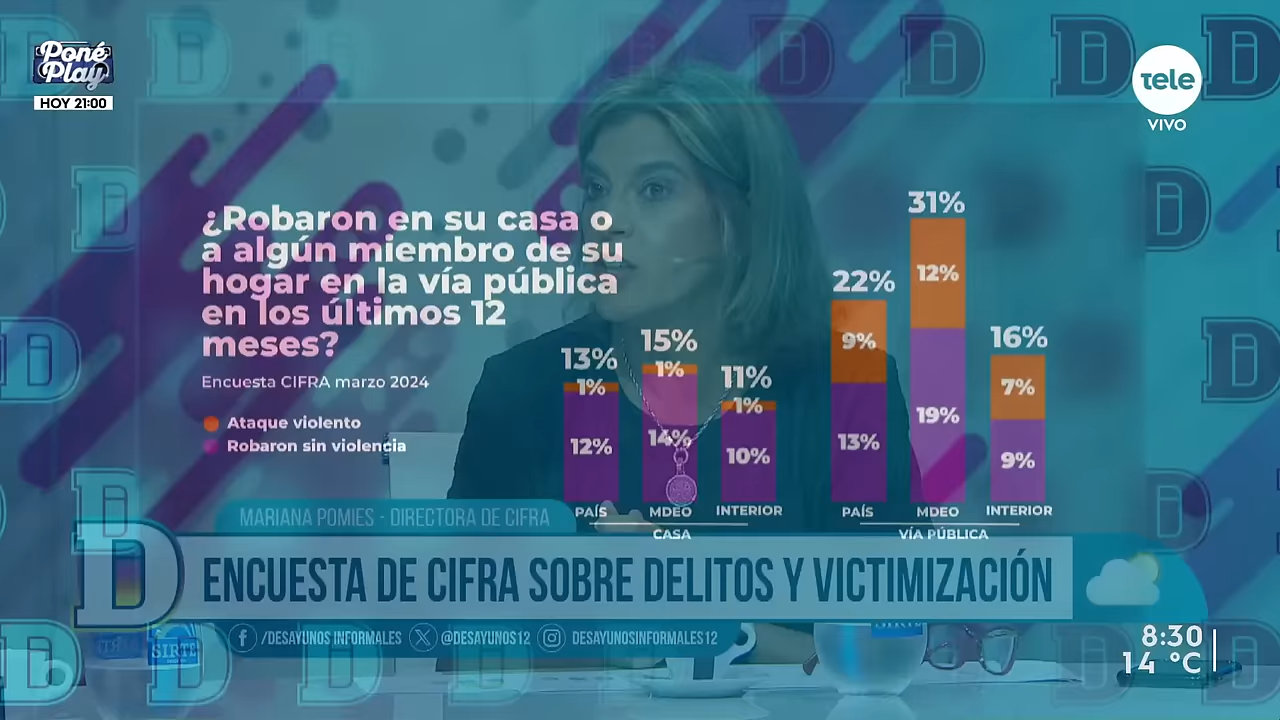 Poné
Play
HOY 21:00
tele
VIVO
¿Robaron en su casa o
a algún miembro de su
hogar en la vía pública
en los últimos 12
meses?
Encuesta CIFRA marzo 2024
Ataque violento
Robaron sin violencia
13%
1%
12%
15%
1%
14%
11%
1%
10%
22%
9%
13%
31%
12%
19%
16%
7%
9%
PAÍS MDEO INTERIOR
CASA
PAÍS MDEO INTERIOR
VÍA PÚBLICA
MARIANA POMIES - DIRECTORA DE CIFRA
D
ENCUESTA DE CIFRA SOBRE DELITOS Y VICTIMIZACIÓN
/DESAYUNOS INFORMALES @DESAYUNOS12 DESAYUNOSINFORMALES12
SIRTE
8:30
14 °C